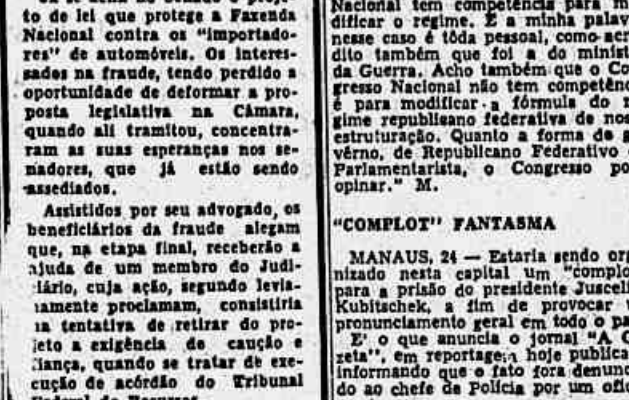 to de lei que protege a Fazenda
Nacional contra os "importado-
res" de automóveis. Os interes-
sados na fraude, tendo perdido a
oportunidade de deformar a pro-
posta legislativa na Câmara,
quando ali tramitou, concentra-
ram as suas esperanças nos se-
nadores, que já estão sendo
assediados.
Assistidos por seu advogado, os
beneficiários da fraude alegam
que, na etapa final, receberão a
ajuda de um membro do Judi-
ciário, cuja ação, segundo levia-
namente proclamam, consistiria
na tentativa de retirar do pro-
jeto a exigência de caução e
fiança, quando se tratar de exe-
cução de acórdão do Tribunal
Nacional tem competência para
dificar o regime. E a minha palav
nesse caso é tôda pessoal, como acr
dito também que foi a do minist
da Guerra. Acho também que o Co
gresso Nacional não tem competênc
é para modificar a fórmula do r
gime republicano federativa de nos
estruturação. Quanto a forma de g
vêrno, de Republicano Federativo
Parlamentarista, o Congresso po
opinar." M.
"COMPLOT" FANTASMA
MANAUS, 24 — Estaria sendo org
nizado nesta capital um "complo
para a prisão do presidente Jusceli
Kubitschek, a fim de provocar
pronunciamento geral em todo o pa
E' o que anuncia o jornal "A G
zeta", em reportagem hoje publica
informando que o fato fora denunc
do ao chefe de Polícia por um ofic